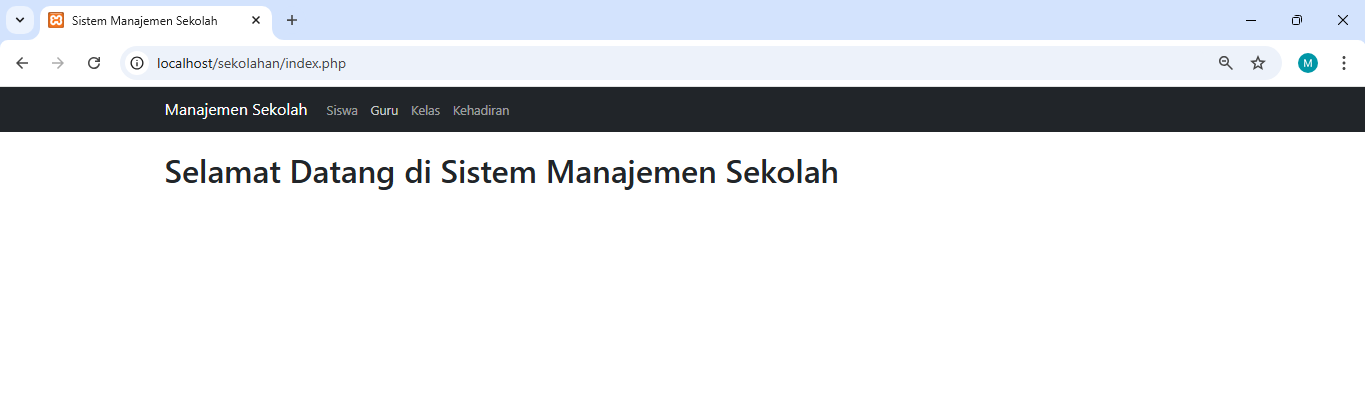 Sistem Manajemen Sekolah
localhost/sekolahan/index.php
M
Manajemen Sekolah Siswa Guru Kelas Kehadiran
Selamat Datang di Sistem Manajemen Sekolah